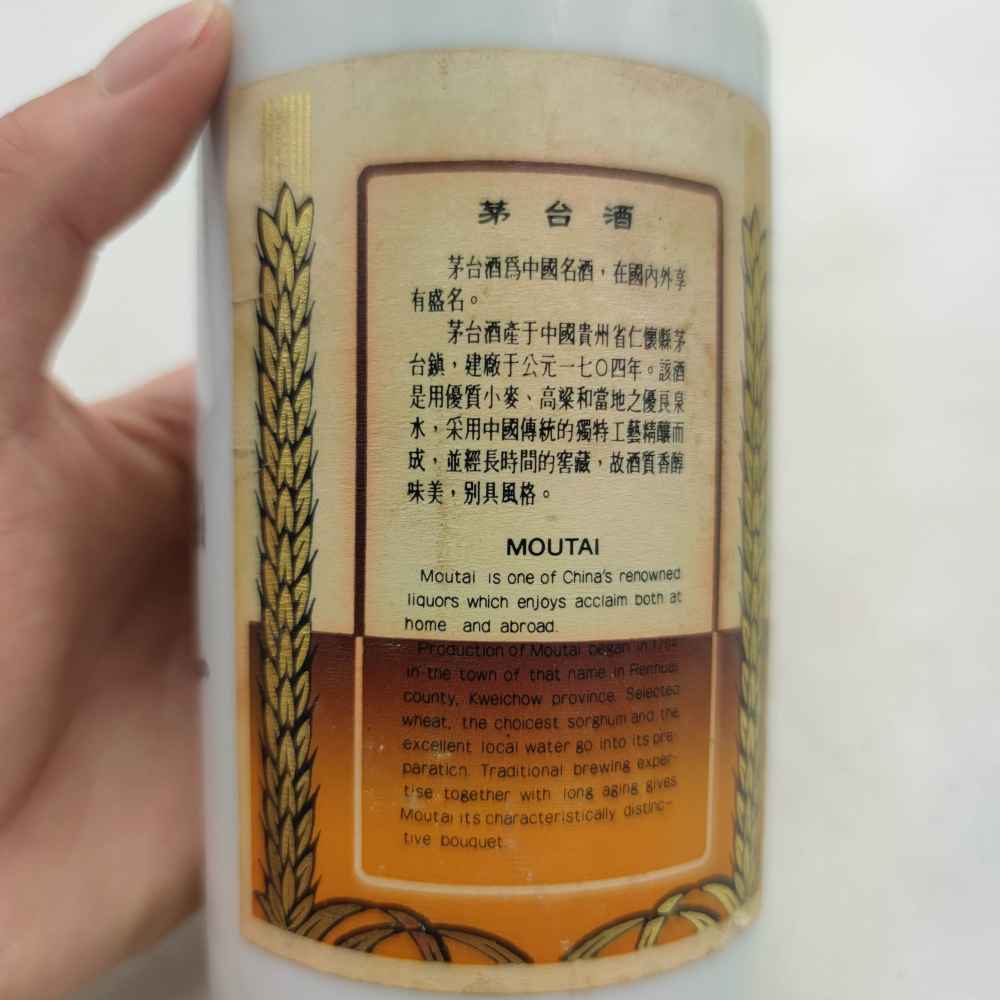 茅台酒
茅台酒爲中國名酒，在國內外享
有盛名。
茅台酒產于中國貴州省仁懷縣茅
台鎮，建廠于公元一七〇四年。該酒
是用優質小麥、高粱和當地之優良泉
水，采用中國傳統的獨特工藝精釀而
成，並經長時間的窖藏，故酒質香醇
味美，別具風格。
MOUTAI
Moutai is one of China's renowned
liquors which enjoys acclaim both at
home and abroad.
Production of Moutai began in 1704
in the town of that name in Renhuai
county, Kweichow province. Selected
wheat, the choicest sorghum and the
excellent local water go into its pre-
paration. Traditional brewing exper-
tise together with long aging gives
Moutai its characteristically distinc-
tive bouquet.